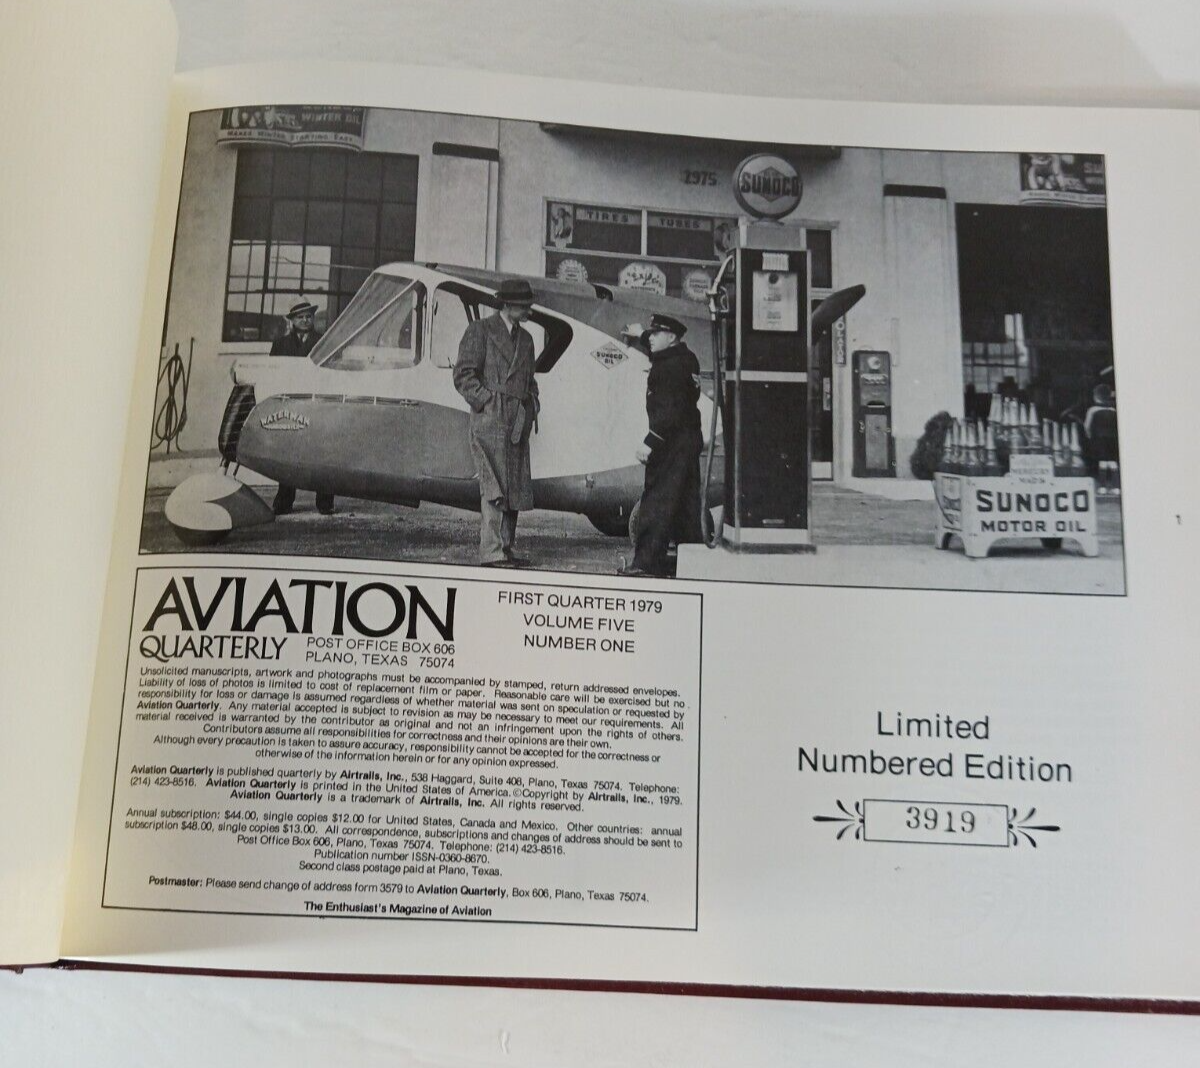 WINTER OIL
MAKES WINTER STARTING EASY
2975
SUNOCO
TIRES
TUBES
SUNOCO
OIL
WATERMAN
SUNOCO
MOTOR OIL
1
AVIATION
QUARTERLY
POST OFFICE BOX 606
PLANO, TEXAS 75074
FIRST QUARTER 1979
VOLUME FIVE
NUMBER ONE
Unsolicited manuscripts, artwork and photographs must be accompanied by stamped, return addressed envelopes.
Liability of loss of photos is limited to cost of replacement film or paper. Reasonable care will be exercised but no
responsibility for loss or damage is assumed regardless of whether material was sent on speculation or requested by
Aviation Quarterly. Any material accepted is subject to revision as may be necessary to meet our requirements. All
material received is warranted by the contributor as original and not an infringement upon the rights of others.
Contributors assume all responsibilities for correctness and their opinions are their own.
Although every precaution is taken to assure accuracy, responsibility cannot be accepted for the correctness or
otherwise of the information herein or for any opinion expressed.
Aviation Quarterly is published quarterly by Airtrails, Inc., 538 Haggard, Suite 408, Plano, Texas 75074. Telephone:
(214) 423-8516. Aviation Quarterly is printed in the United States of America. ©Copyright by Airtrails, Inc., 1979.
Aviation Quarterly is a trademark of Airtrails, Inc. All rights reserved.
Annual subscription: $44.00, single copies $12.00 for United States, Canada and Mexico. Other countries: annual
subscription $48.00, single copies $13.00. All correspondence, subscriptions and changes of address should be sent to
Post Office Box 606, Plano, Texas 75074. Telephone: (214) 423-8516.
Publication number ISSN-0360-8670.
Second class postage paid at Plano, Texas.
Postmaster: Please send change of address form 3579 to Aviation Quarterly, Box 606, Plano, Texas 75074.
The Enthusiast's Magazine of Aviation
Limited
Numbered Edition
3919